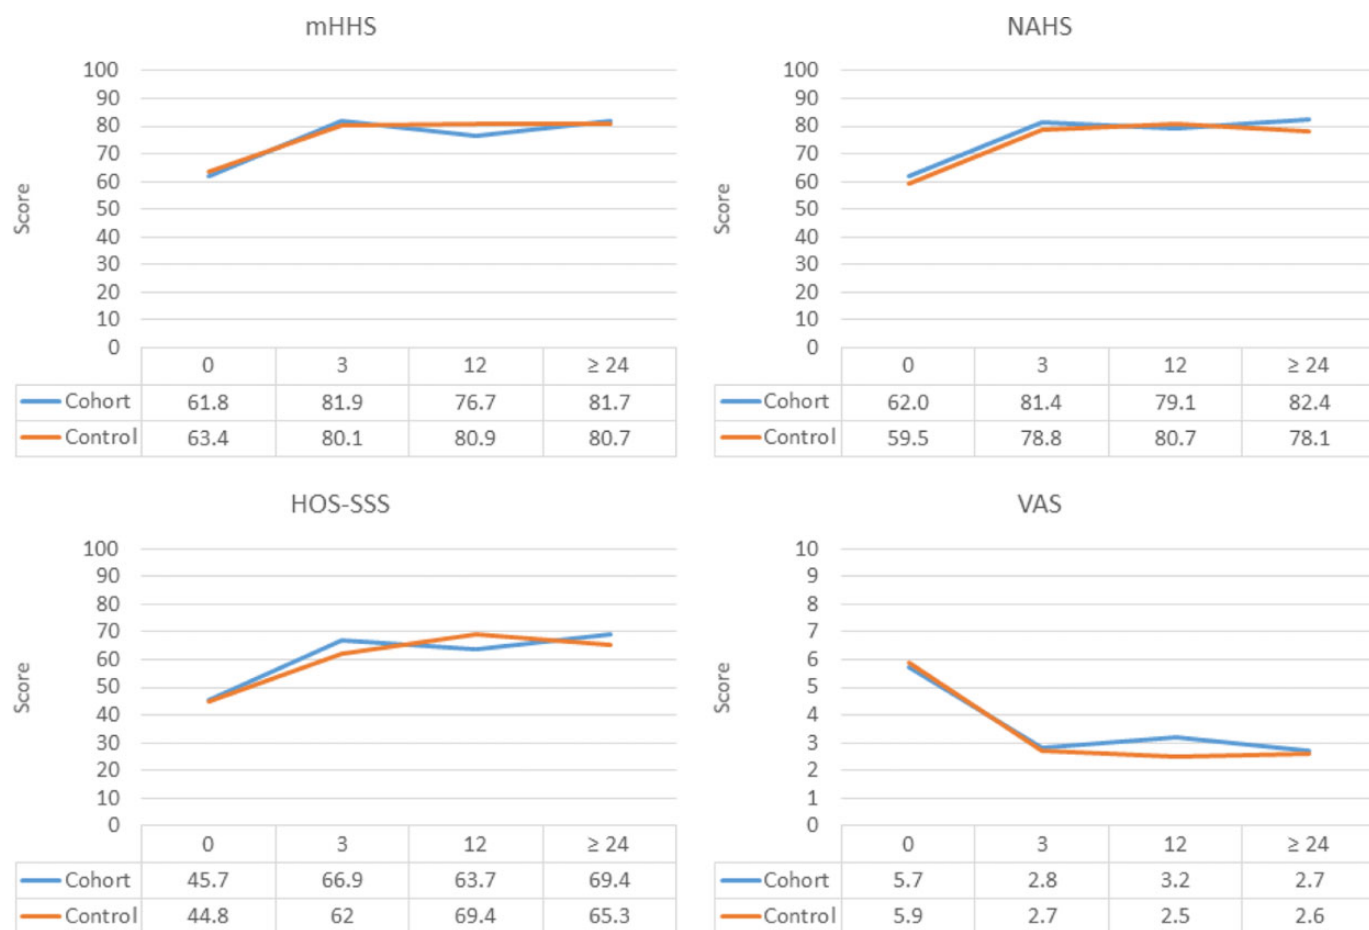 mHHS
100
90
80
70
60
50
40
30
20
10
0
Score
0 3 12 ≥ 24
Cohort 61.8 81.9 76.7 81.7
Control 63.4 80.1 80.9 80.7
NAHS
100
90
80
70
60
50
40
30
20
10
0
Score
0 3 12 ≥ 24
Cohort 62.0 81.4 79.1 82.4
Control 59.5 78.8 80.7 78.1
HOS-SSS
100
90
80
70
60
50
40
30
20
10
0
Score
0 3 12 ≥ 24
Cohort 45.7 66.9 63.7 69.4
Control 44.8 62 69.4 65.3
VAS
10
9
8
7
6
5
4
3
2
1
0
Score
0 3 12 ≥ 24
Cohort 5.7 2.8 3.2 2.7
Control 5.9 2.7 2.5 2.6